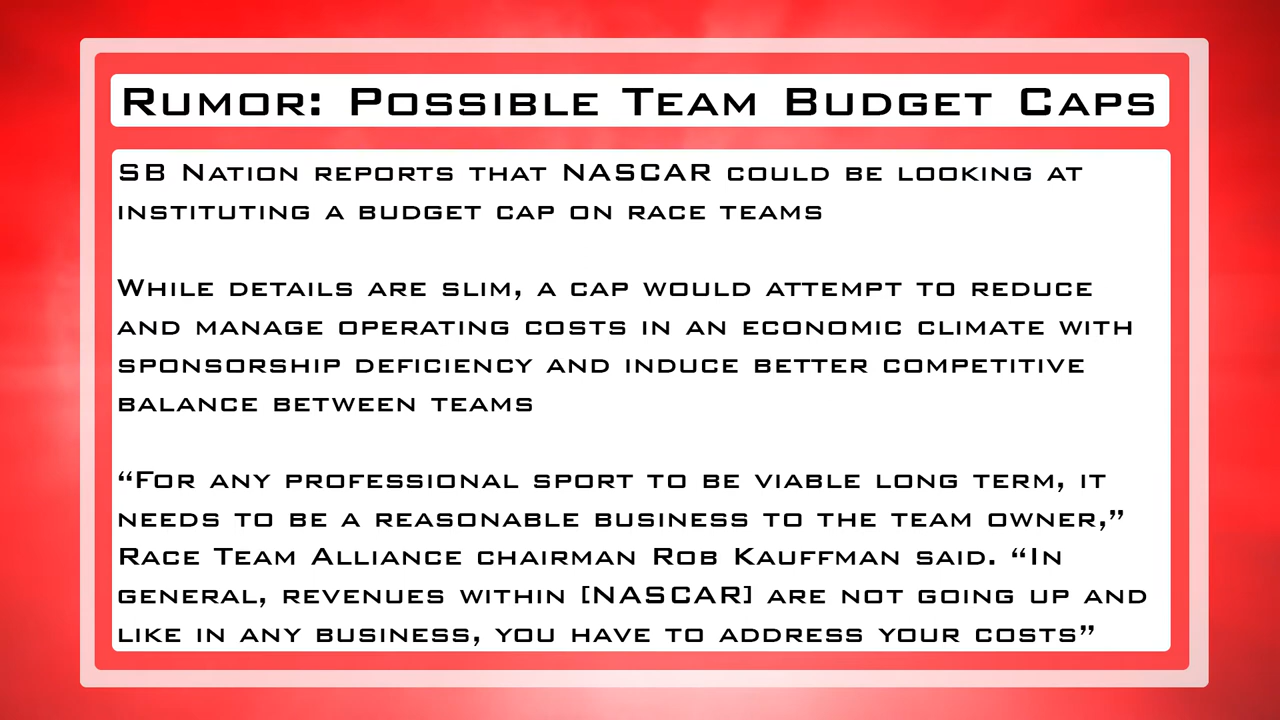 Rumor: Possible Team Budget Caps
SB Nation reports that NASCAR could be looking at
instituting a budget cap on race teams
While details are slim, a cap would attempt to reduce
and manage operating costs in an economic climate with
sponsorship deficiency and induce better competitive
balance between teams
“For any professional sport to be viable long term, it
needs to be a reasonable business to the team owner,”
Race Team Alliance chairman Rob Kauffman said. “In
general, revenues within [NASCAR] are not going up and
like in any business, you have to address your costs”